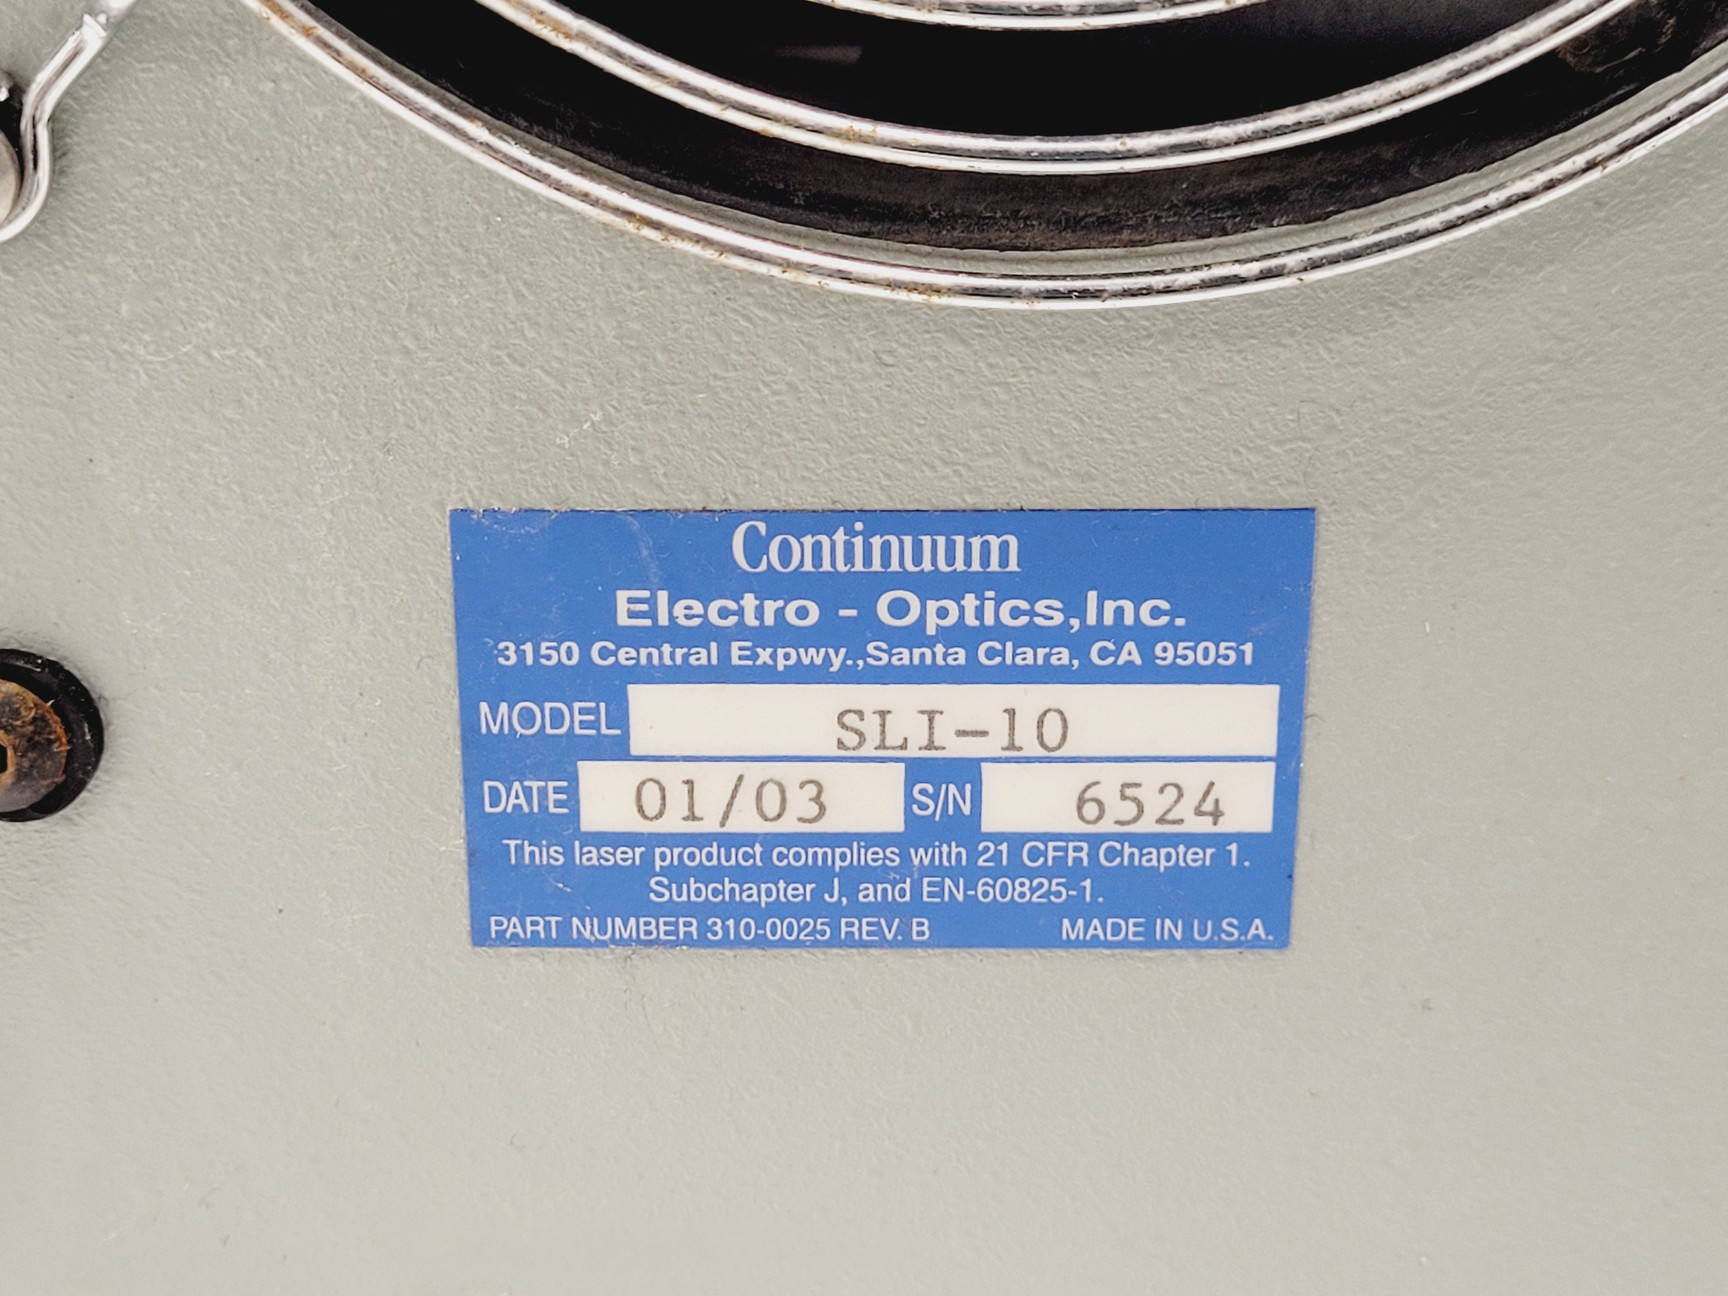 Continuum
Electro - Optics,Inc.
3150 Central Expwy.,Santa Clara, CA 95051
MODEL SLI-10
DATE 01/03 S/N 6524
This laser product complies with 21 CFR Chapter 1.
Subchapter J, and EN-60825-1.
PART NUMBER 310-0025 REV. B MADE IN U.S.A.